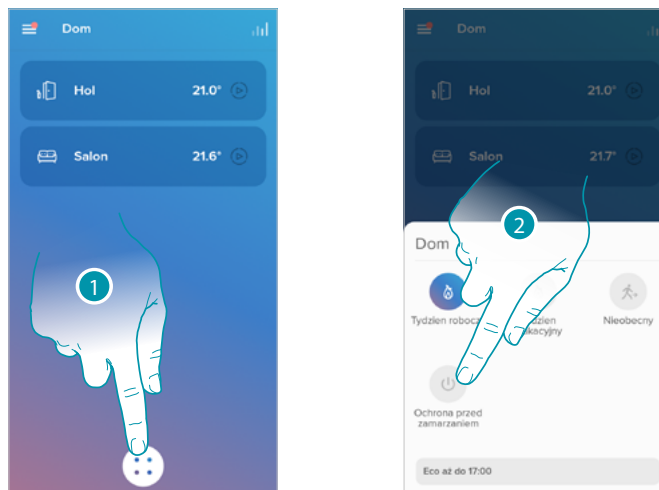 Dom
Hol 21.0°
Salon 21.6°
1
Dom
Hol 21.0°
Salon 21.7°
2
Dom
Tydzień Nieobecny
Ochrona przed
zamarzaniem
Eco aż do 17:00